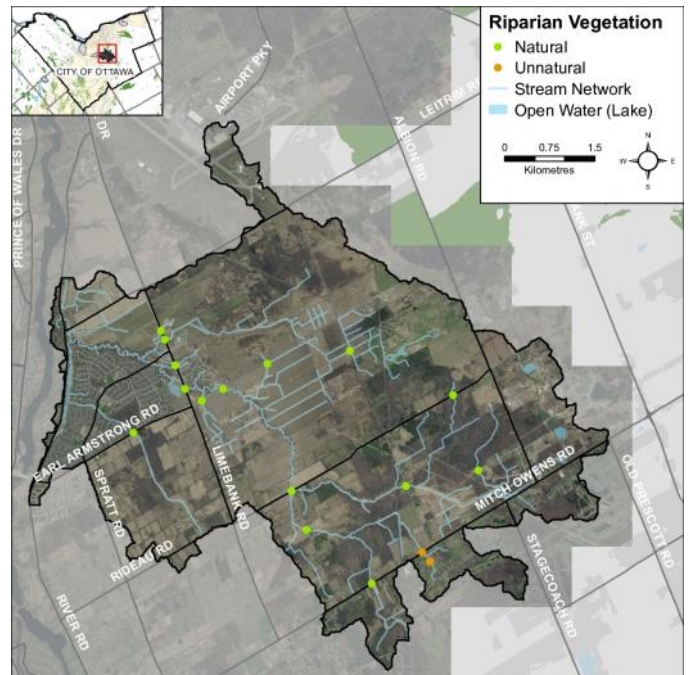 CITY OF OTTAWA
Riparian Vegetation
Natural
Unnatural
Stream Network
Open Water (Lake)
0 0.75 1.5
Kilometres
N
W E
S
AIRPORT PKY
LEITRIM RD
ALBION RD
DR
PRINCE OF WALES DR
BANK ST
EARL ARMSTRONG RD
SPRATT RD
LIMEBANK RD
RIDEAU RD
RIVER RD
MITCH OWENS RD
OLD PRESCOTT RD
STAGECOACH RD